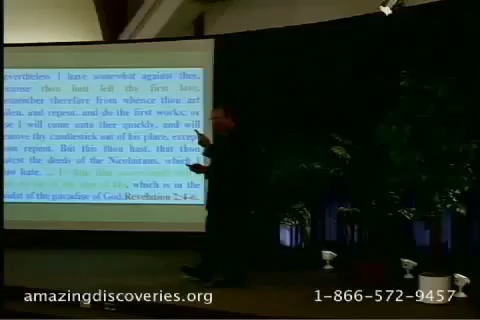 evertheless I have somewhat against thee,
cause thou hast left thy first love.
emember therefore from whence thou art
llen, and repent, and do the first works; or
se I will come unto thee quickly, and will
emove thy candlestick out of his place, except
ou repent. But this thou hast, that thou
atest the deeds of the Nicolaitans, which I
lso hate. ...
which is in the
midst of the paradise of God. Revelation 2:4-6.
amazingdiscoveries.org
1-866-572-9457